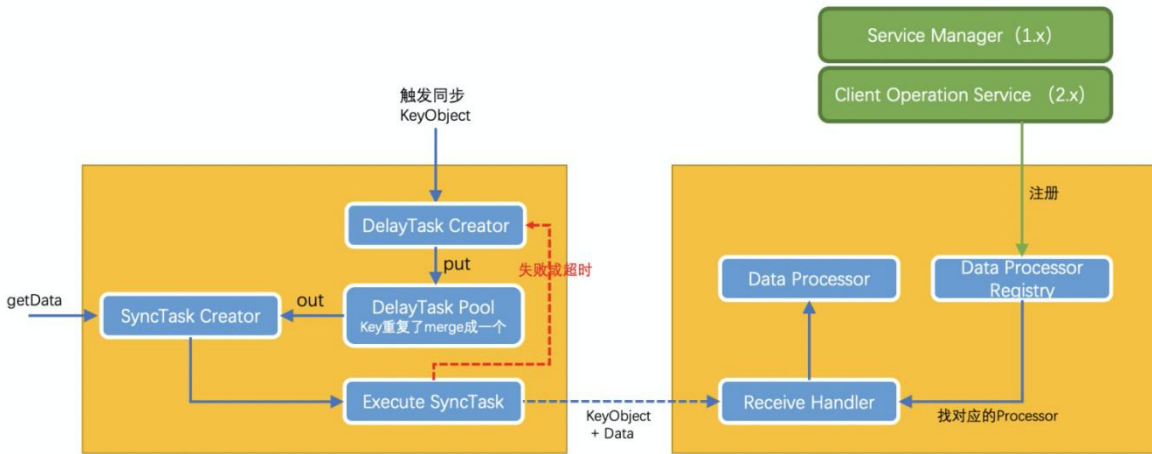 Service Manager（1.x）
Client Operation Service （2.x）
触发同步
KeyObject
注册
DelayTask Creator
put
失败或超时
Data Processor
Data Processor
Registry
getData
SyncTask Creator
out
DelayTask Pool
Key重复了merge成一个
Execute SyncTask
KeyObject
+ Data
Receive Handler
找对应的Processor